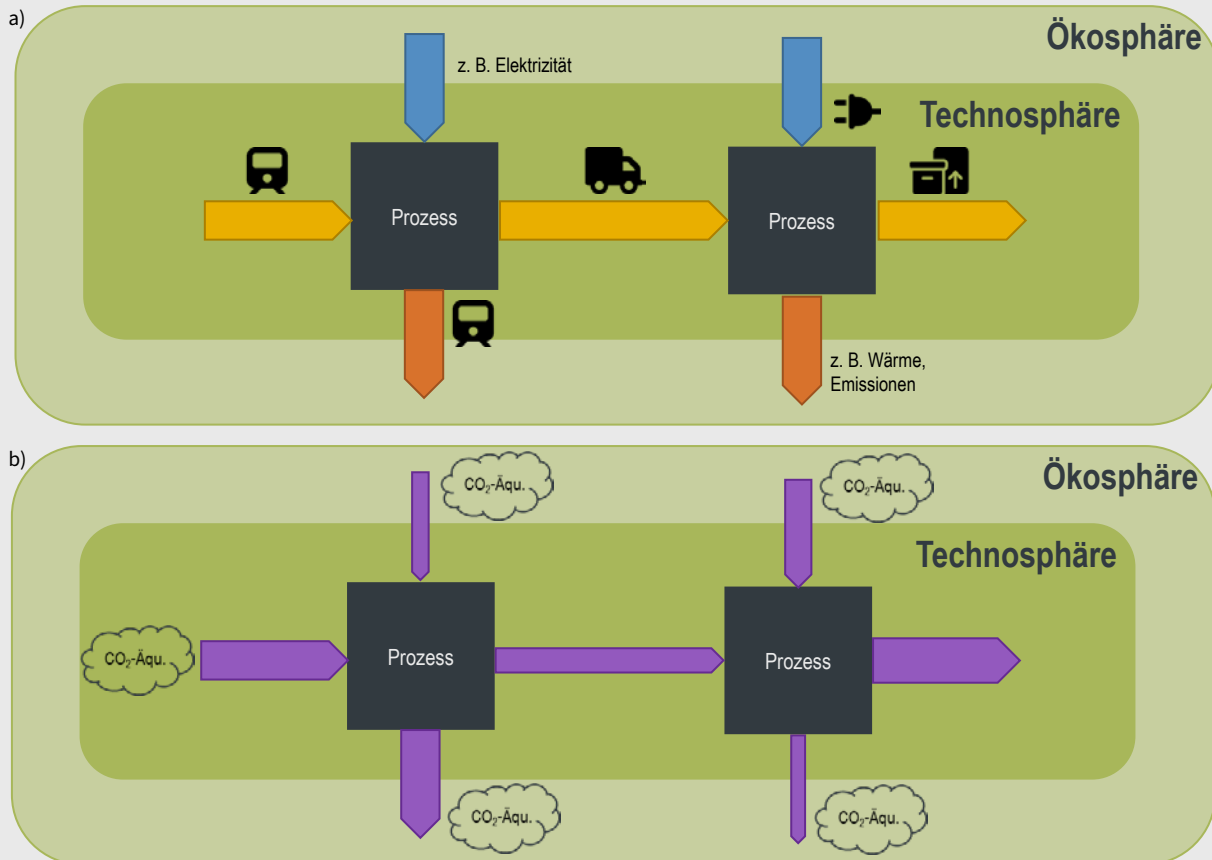 a)
Ökosphäre
z. B. Elektrizität
Technosphäre
Prozess
Prozess
z. B. Wärme,
Emissionen
b)
Ökosphäre
CO₂-Äqu.
CO₂-Äqu.
Technosphäre
CO₂-Äqu.
Prozess
Prozess
CO₂-Äqu.
CO₂-Äqu.